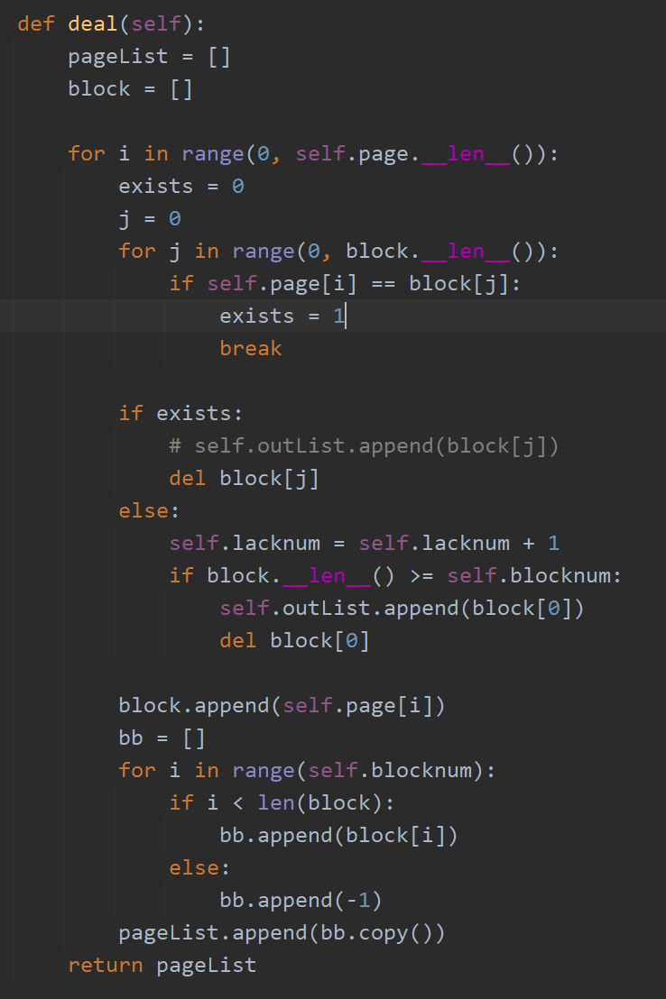 def deal(self):
    pageList = []
    block = []

    for i in range(0, self.page.__len__()):
        exists = 0
        j = 0
        for j in range(0, block.__len__()):
            if self.page[i] == block[j]:
                exists = 1
                break

        if exists:
            # self.outList.append(block[j])
            del block[j]
        else:
            self.lacknum = self.lacknum + 1
            if block.__len__() >= self.blocknum:
                self.outList.append(block[0])
                del block[0]

        block.append(self.page[i])
        bb = []
        for i in range(self.blocknum):
            if i < len(block):
                bb.append(block[i])
            else:
                bb.append(-1)
        pageList.append(bb.copy())
    return pageList